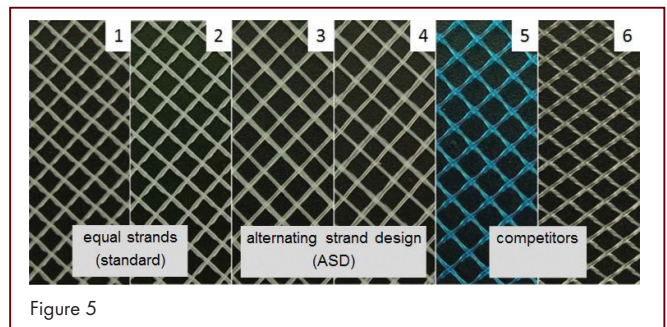 1 2 3 4 5 6
equal strands
(standard)
alternating strand design
(ASD)
competitors
Figure 5